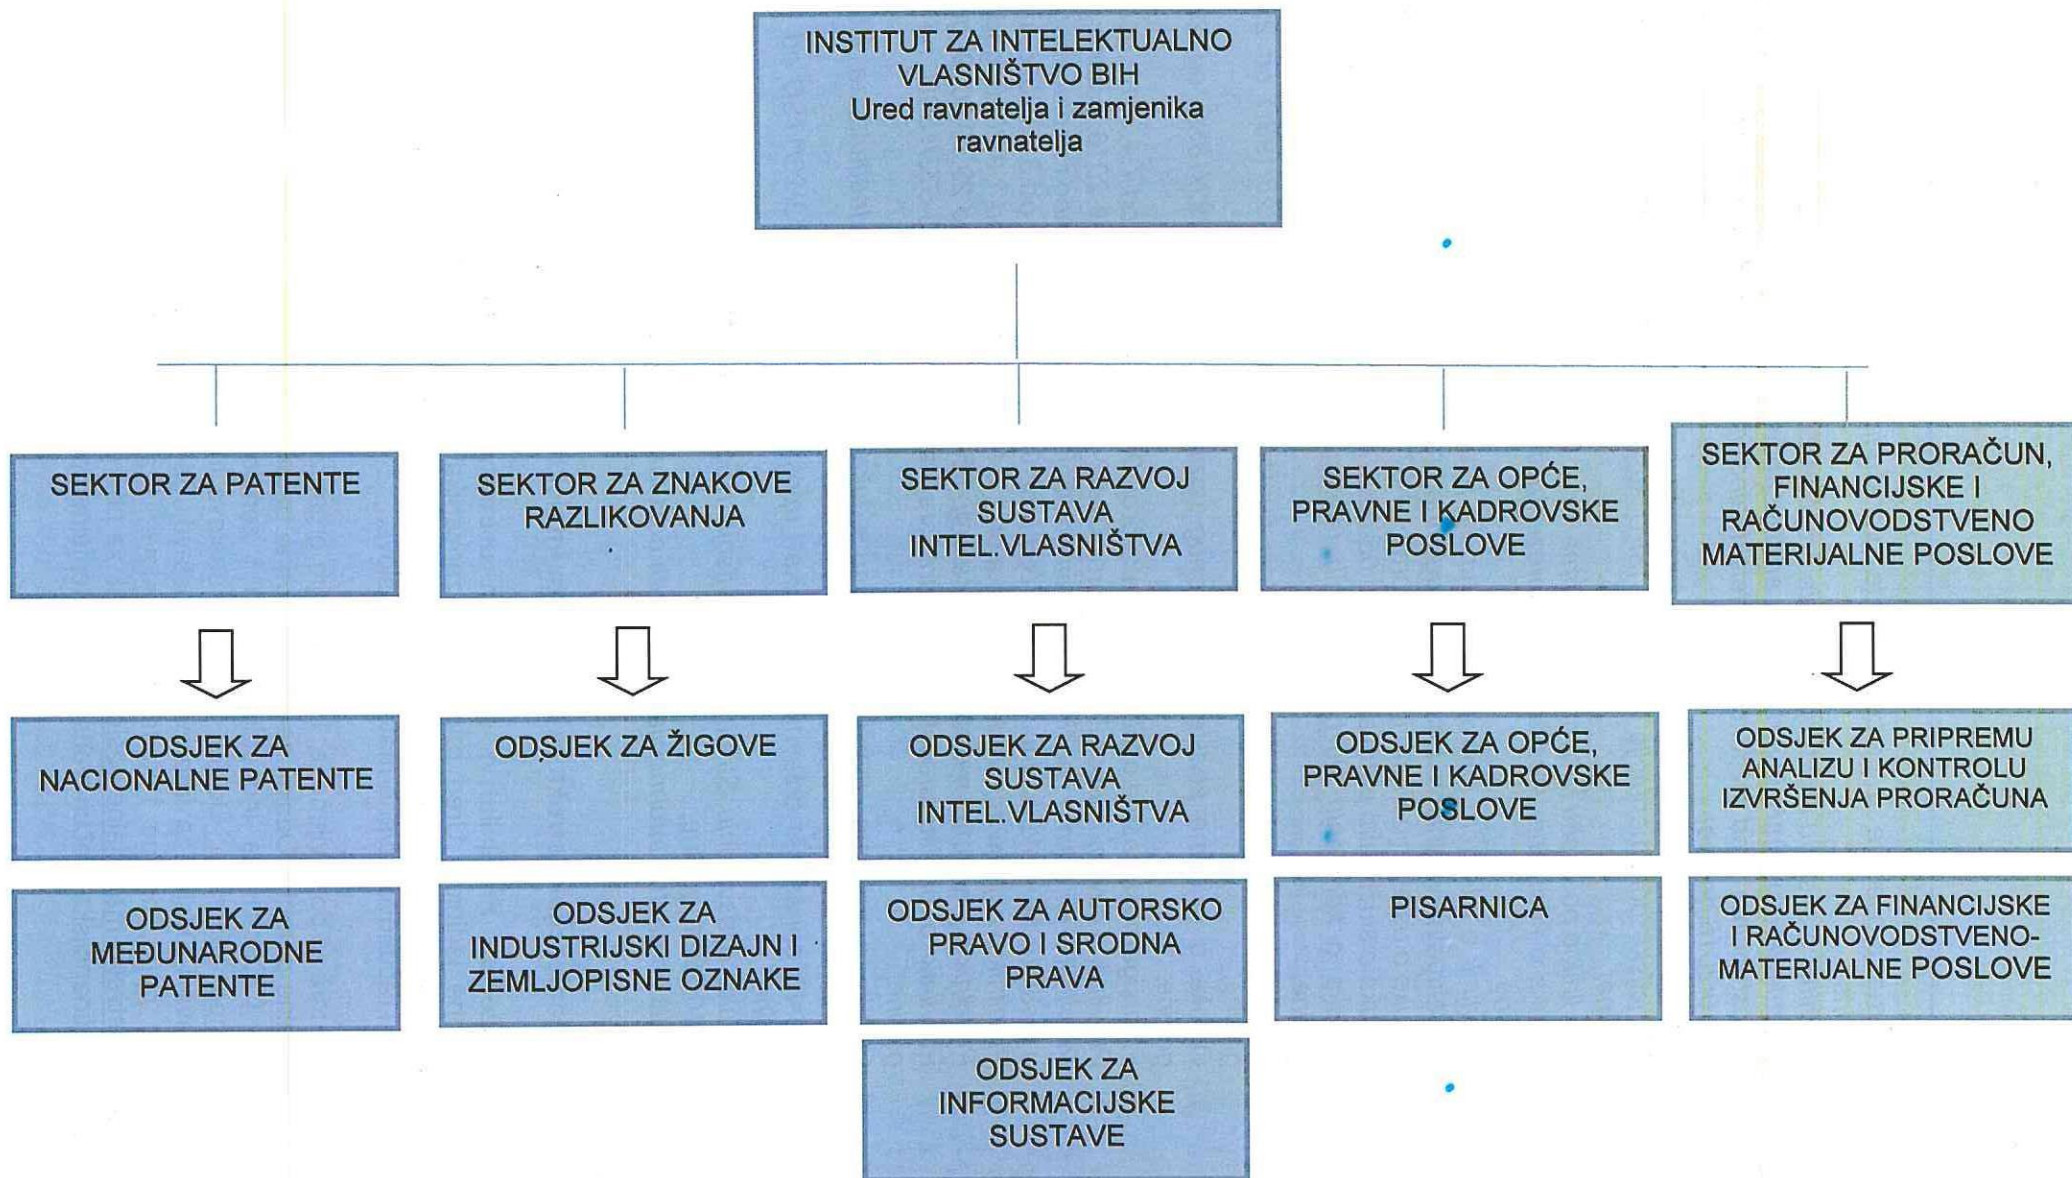 INSTITUT ZA INTELEKTUALNO
VLASNIŠTVO BIH
Ured ravnatelja i zamjenika
ravnatelja
SEKTOR ZA PATENTE
SEKTOR ZA ZNAKOVE
RAZLIKOVANJA
SEKTOR ZA RAZVOJ
SUSTAVA
INTEL.VLASNIŠTVA
SEKTOR ZA OPĆE,
PRAVNE I KADROVSKE
POSLOVE
SEKTOR ZA PRORAČUN,
FINANCIJSKE I
RAČUNOVODSTVENO
MATERIJALNE POSLOVE
ODSJEK ZA
NACIONALNE PATENTE
ODSJEK ZA ŽIGOVE
ODSJEK ZA RAZVOJ
SUSTAVA
INTEL.VLASNIŠTVA
ODSJEK ZA OPĆE,
PRAVNE I KADROVSKE
POSLOVE
ODSJEK ZA PRIPREMU
ANALIZU I KONTROLU
IZVRŠENJA PRORAČUNA
ODSJEK ZA
MEĐUNARODNE
PATENTE
ODSJEK ZA
INDUSTRIJSKI DIZAJN I
ZEMLJOPISNE OZNAKE
ODSJEK ZA AUTORSKO
PRAVO I SRODNA
PRAVA
PISARNICA
ODSJEK ZA FINANCIJSKE
I RAČUNOVODSTVENO-
MATERIJALNE POSLOVE
ODSJEK ZA
INFORMACIJSKE
SUSTAVE